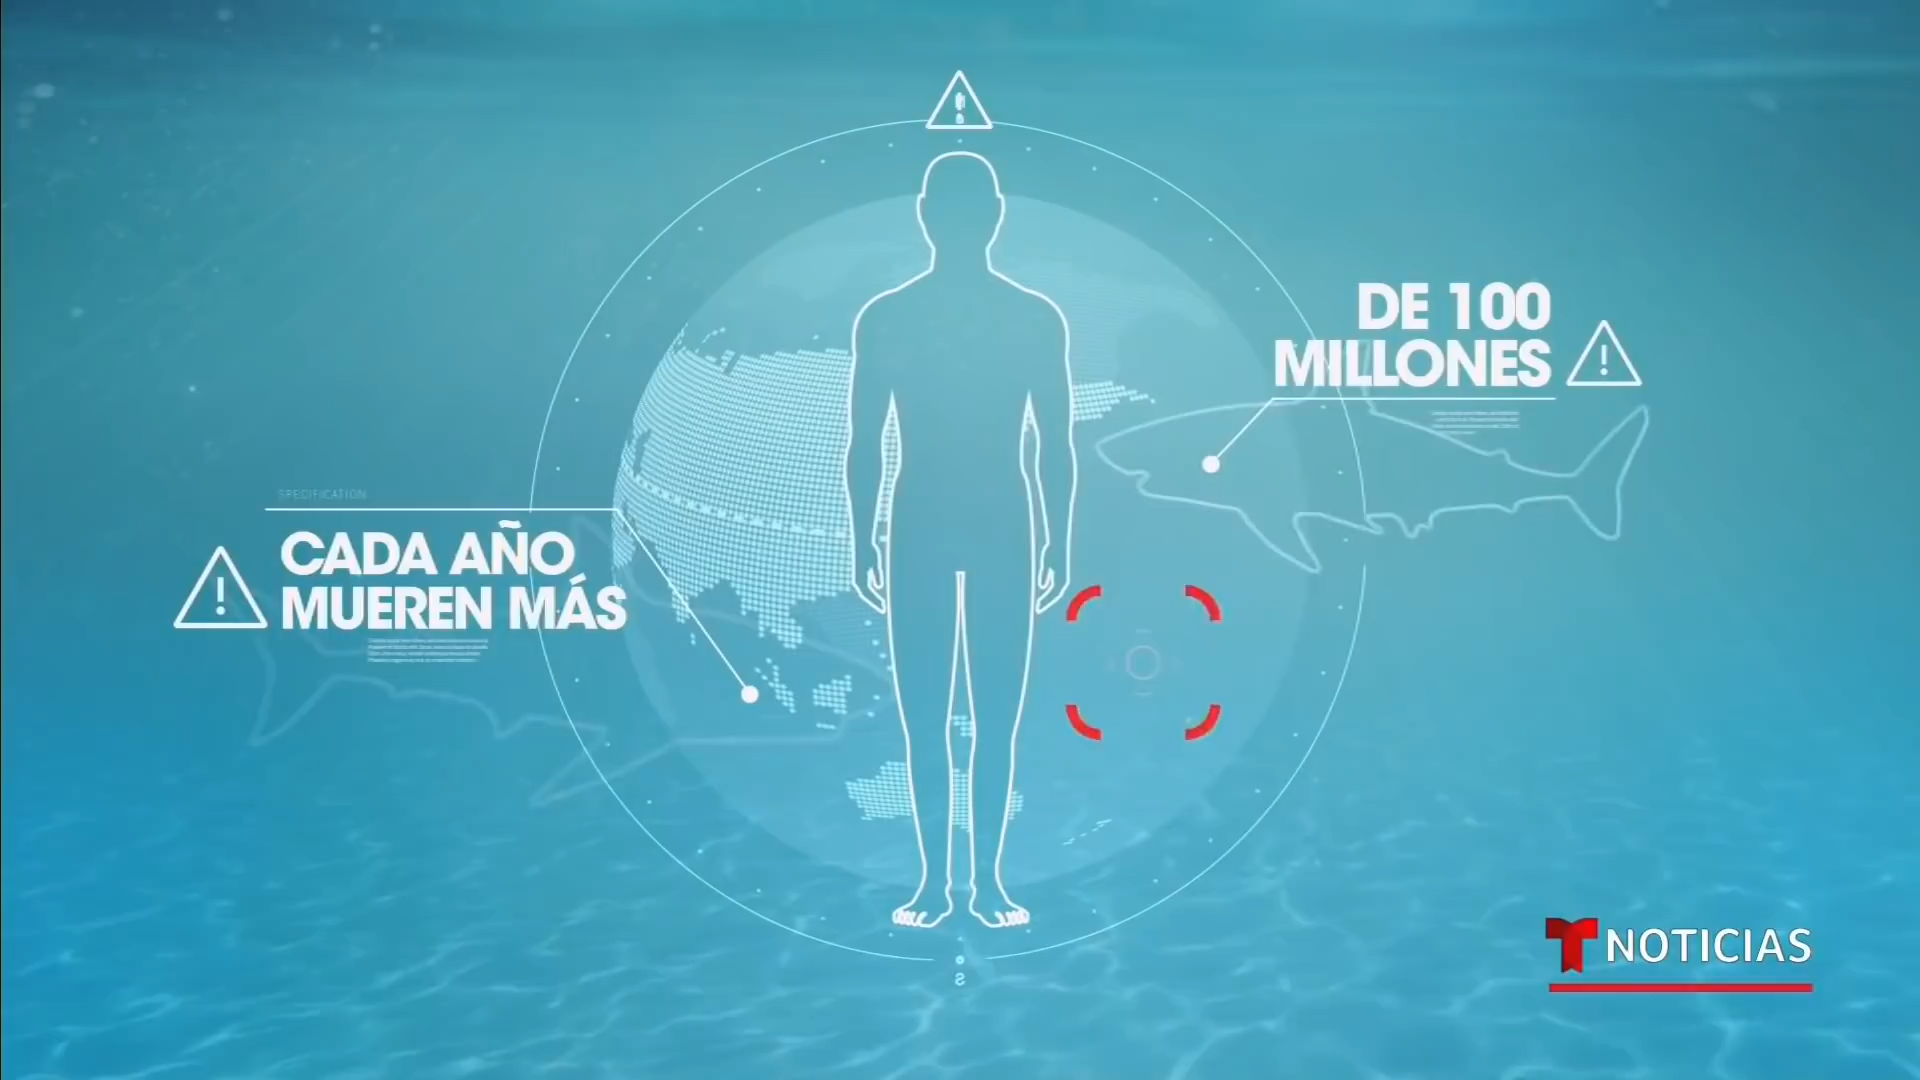 SPECIFICATION
CADA AÑO
MUEREN MÁS
DE 100
MILLONES
NOTICIAS